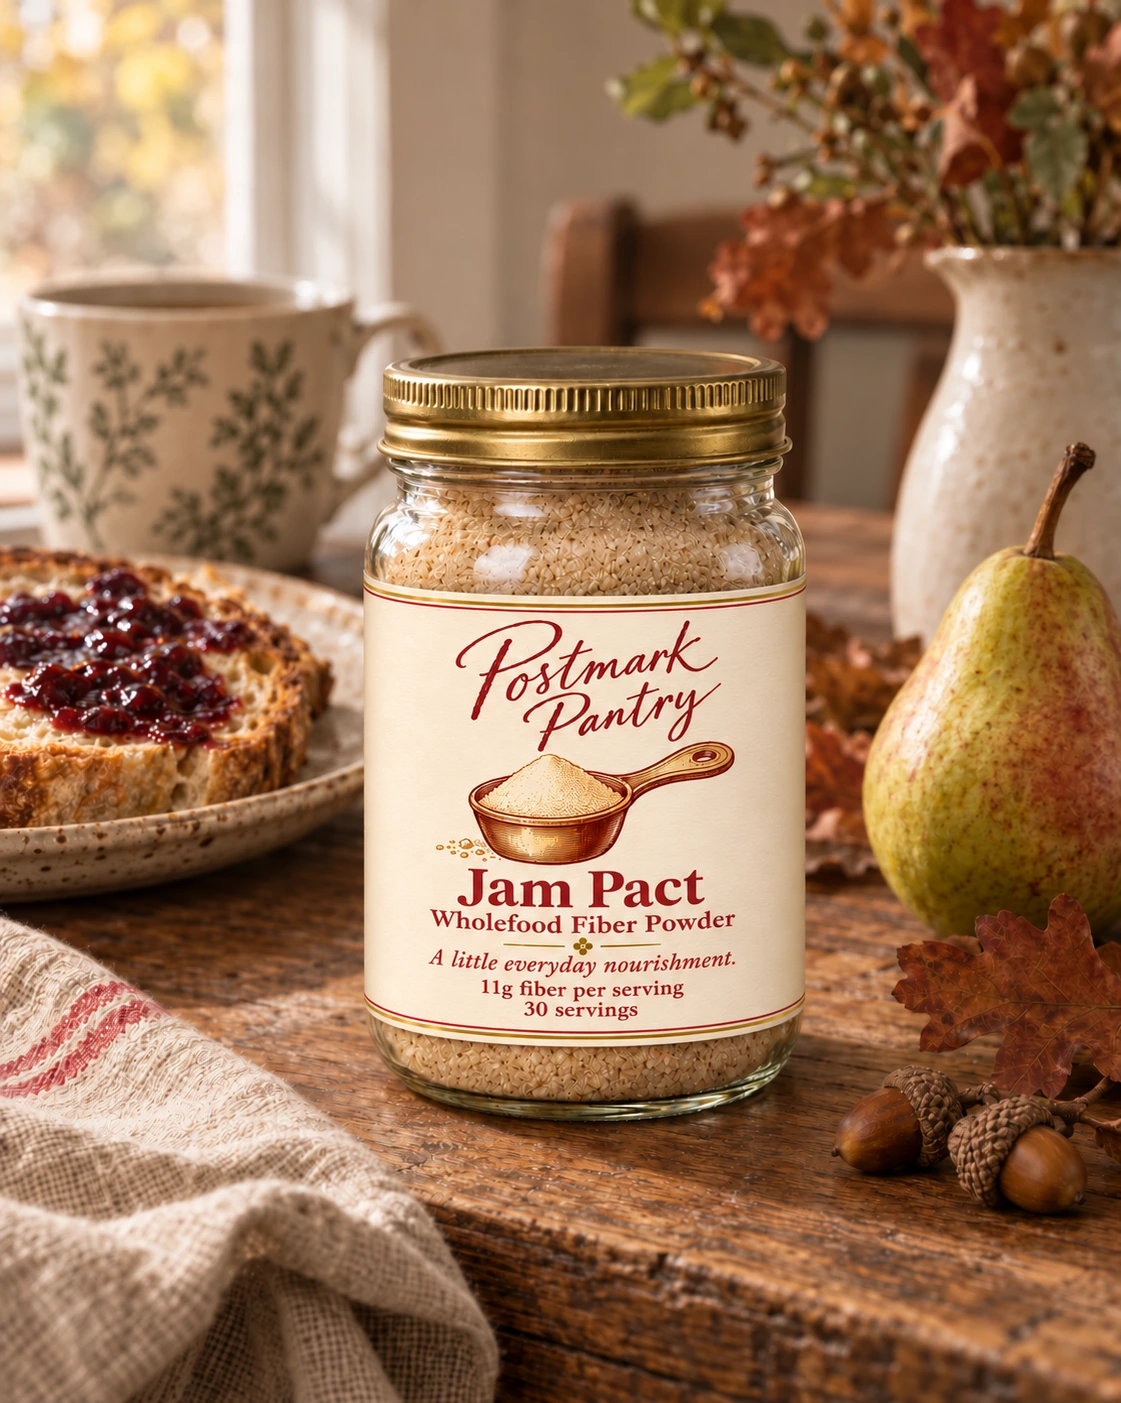 Postmark
Pantry
Jam Pact
Wholefood Fiber Powder
A little everyday nourishment.
11g fiber per serving
30 servings